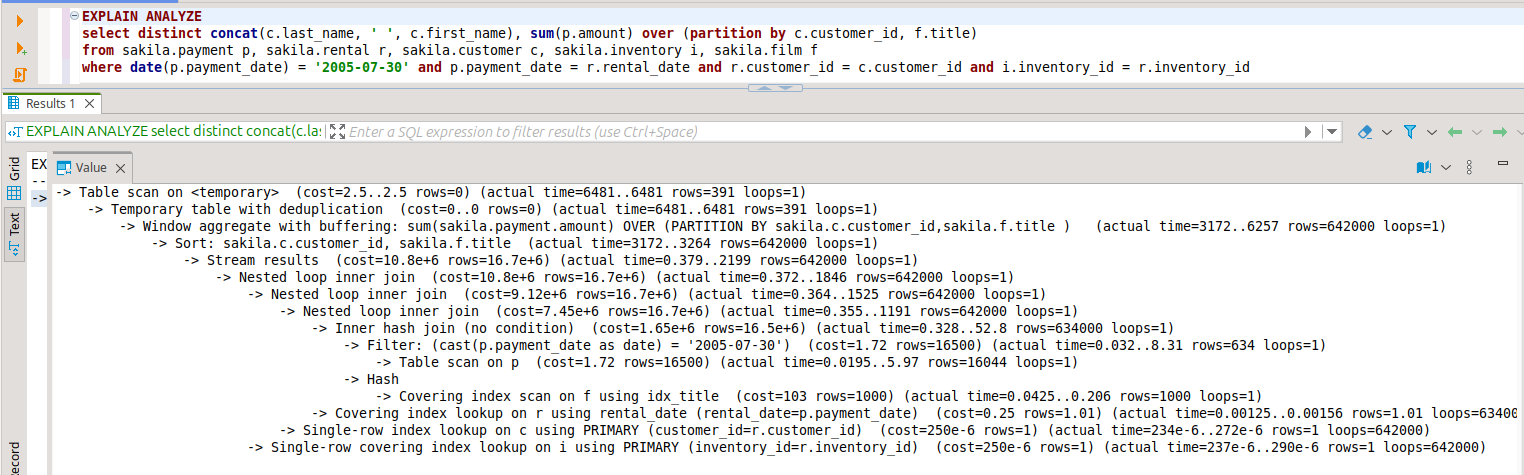 EXPLAIN ANALYZE
select distinct concat(c.last_name, ' ', c.first_name), sum(p.amount) over (partition by c.customer_id, f.title)
from sakila.payment p, sakila.rental r, sakila.customer c, sakila.inventory i, sakila.film f
where date(p.payment_date) = '2005-07-30' and p.payment_date = r.rental_date and r.customer_id = c.customer_id and i.inventory_id = r.inventory_id
Results 1
EXPLAIN ANALYZE select distinct concat(c.la
Enter a SQL expression to filter results (use Ctrl+Space)
Grid
Text
Record
EX
--
->
Value
-> Table scan on <temporary>  (cost=2.5..2.5 rows=0) (actual time=6481..6481 rows=391 loops=1)
-> Temporary table with deduplication  (cost=0..0 rows=0) (actual time=6481..6481 rows=391 loops=1)
-> Window aggregate with buffering: sum(sakila.payment.amount) OVER (PARTITION BY sakila.c.customer_id,sakila.f.title )   (actual time=3172..6257 rows=642000 loops=1)
-> Sort: sakila.c.customer_id, sakila.f.title  (actual time=3172..3264 rows=642000 loops=1)
-> Stream results  (cost=10.8e+6 rows=16.7e+6) (actual time=0.379..2199 rows=642000 loops=1)
-> Nested loop inner join  (cost=10.8e+6 rows=16.7e+6) (actual time=0.372..1846 rows=642000 loops=1)
-> Nested loop inner join  (cost=9.12e+6 rows=16.7e+6) (actual time=0.364..1525 rows=642000 loops=1)
-> Nested loop inner join  (cost=7.45e+6 rows=16.7e+6) (actual time=0.355..1191 rows=642000 loops=1)
-> Inner hash join (no condition)  (cost=1.65e+6 rows=16.5e+6) (actual time=0.328..52.8 rows=634000 loops=1)
-> Filter: (cast(p.payment_date as date) = '2005-07-30')  (cost=1.72 rows=16500) (actual time=0.032..8.31 rows=634 loops=1)
-> Table scan on p  (cost=1.72 rows=16500) (actual time=0.0195..5.97 rows=16044 loops=1)
-> Hash
-> Covering index scan on f using idx_title  (cost=103 rows=1000) (actual time=0.0425..0.206 rows=1000 loops=1)
-> Covering index lookup on r using rental_date (rental_date=p.payment_date)  (cost=0.25 rows=1.01) (actual time=0.00125..0.00156 rows=1.01 loops=63400
-> Single-row index lookup on c using PRIMARY (customer_id=r.customer_id)  (cost=250e-6 rows=1) (actual time=234e-6..272e-6 rows=1 loops=642000)
-> Single-row covering index lookup on i using PRIMARY (inventory_id=r.inventory_id)  (cost=250e-6 rows=1) (actual time=237e-6..290e-6 rows=1 loops=642000)